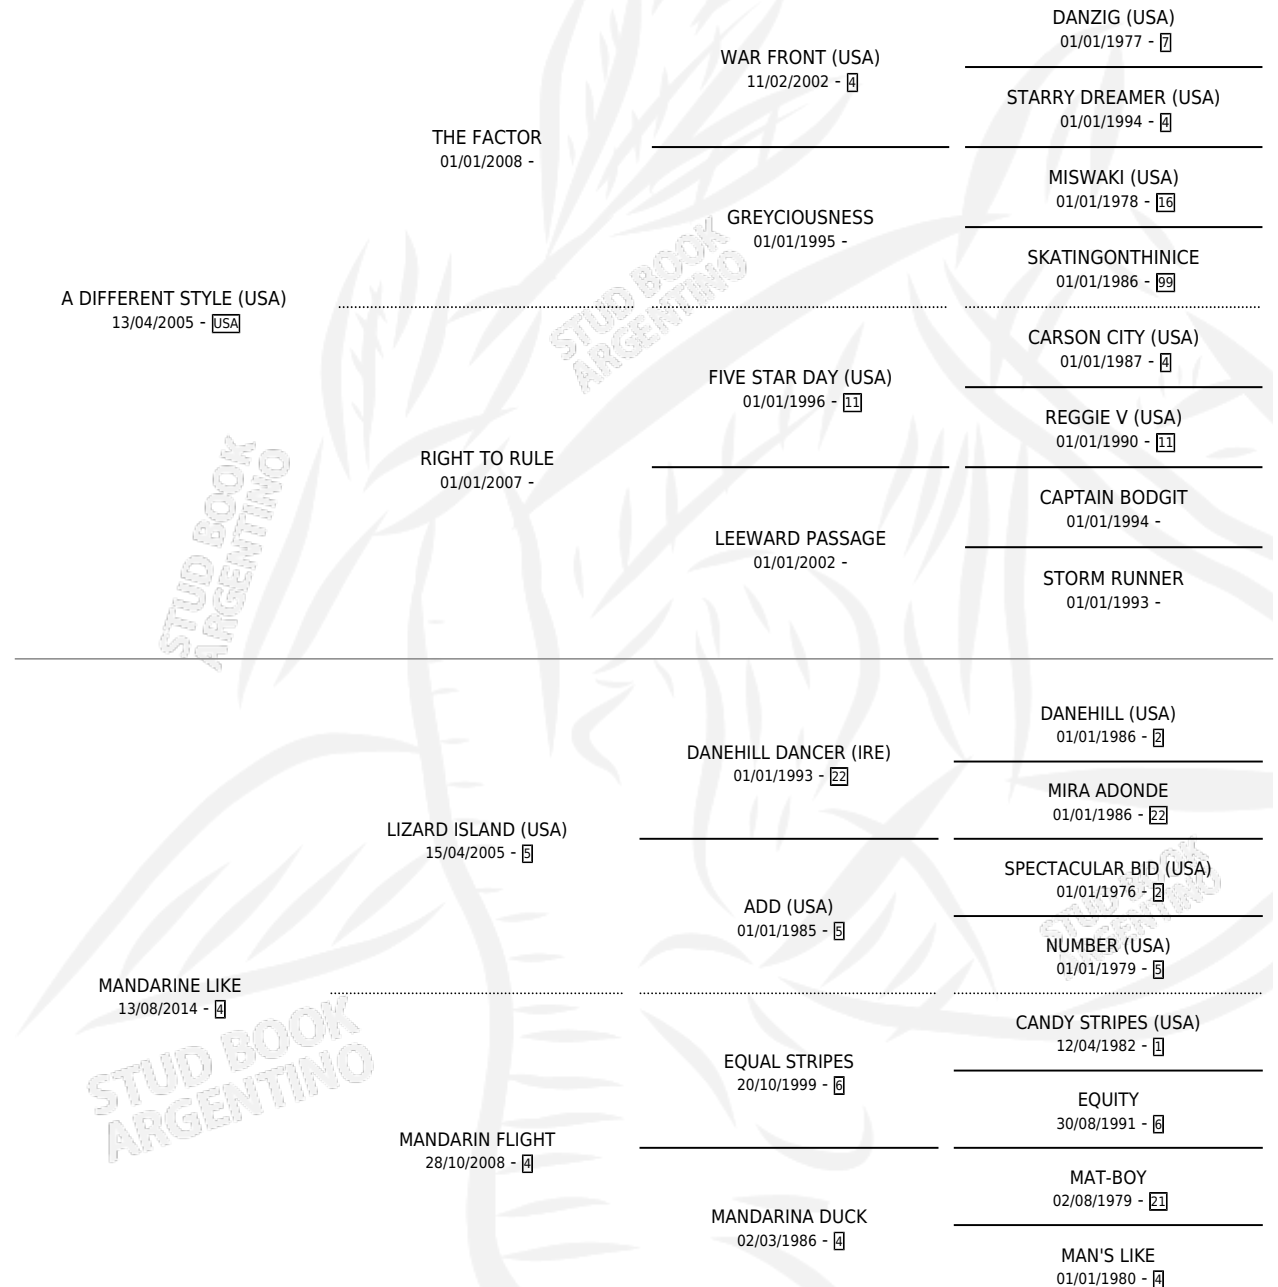 A DIFFERENT STYLE (USA)
13/04/2005 - USA
THE FACTOR
01/01/2008 -
RIGHT TO RULE
01/01/2007 -
WAR FRONT (USA)
11/02/2002 - 4
GREYCIOUSNESS
01/01/1995 -
FIVE STAR DAY (USA)
01/01/1996 - 11
LEEWARD PASSAGE
01/01/2002 -
DANZIG (USA)
01/01/1977 - 7
STARRY DREAMER (USA)
01/01/1994 - 4
MISWAKI (USA)
01/01/1978 - 16
SKATINGONTHINICE
01/01/1986 - 99
CARSON CITY (USA)
01/01/1987 - 4
REGGIE V (USA)
01/01/1990 - 11
CAPTAIN BODGIT
01/01/1994 -
STORM RUNNER
01/01/1993 -
MANDARINE LIKE
13/08/2014 - 4
LIZARD ISLAND (USA)
15/04/2005 - 5
MANDARIN FLIGHT
28/10/2008 - 4
DANEHILL DANCER (IRE)
01/01/1993 - 22
ADD (USA)
01/01/1985 - 5
EQUAL STRIPES
20/10/1999 - 6
MANDARINA DUCK
02/03/1986 - 4
DANEHILL (USA)
01/01/1986 - 2
MIRA ADONDE
01/01/1986 - 22
SPECTACULAR BID (USA)
01/01/1976 - 2
NUMBER (USA)
01/01/1979 - 5
CANDY STRIPES (USA)
12/04/1982 - 1
EQUITY
30/08/1991 - 6
MAT-BOY
02/08/1979 - 21
MAN'S LIKE
01/01/1980 - 4
STUD BOOK
ARGENTINO
STUD BOOK
ARGENTINO
STUD BOOK
ARGENTINO
STUD BOOK
ARGENTINO